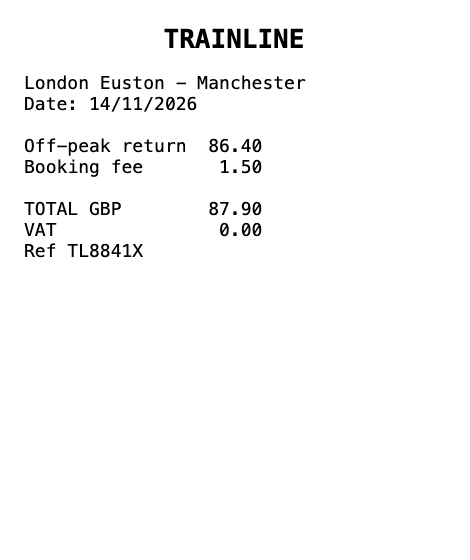 TRAINLINE
London Euston – Manchester
Date: 14/11/2026
Off–peak return 86.40
Booking fee 1.50
TOTAL GBP 87.90
VAT 0.00
Ref TL8841X